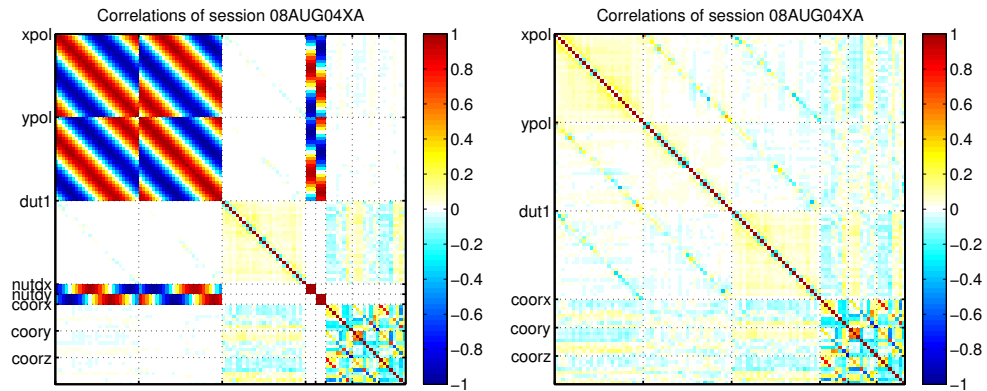 Correlations of session 08AUG04XA
xpol
ypol
dut1
nutdx
nutdy
coorx
coory
coorz
1
0.8
0.6
0.4
0.2
0
−0.2
−0.4
−0.6
−0.8
−1
Correlations of session 08AUG04XA
xpol
ypol
dut1
coorx
coory
coorz
1
0.8
0.6
0.4
0.2
0
−0.2
−0.4
−0.6
−0.8
−1